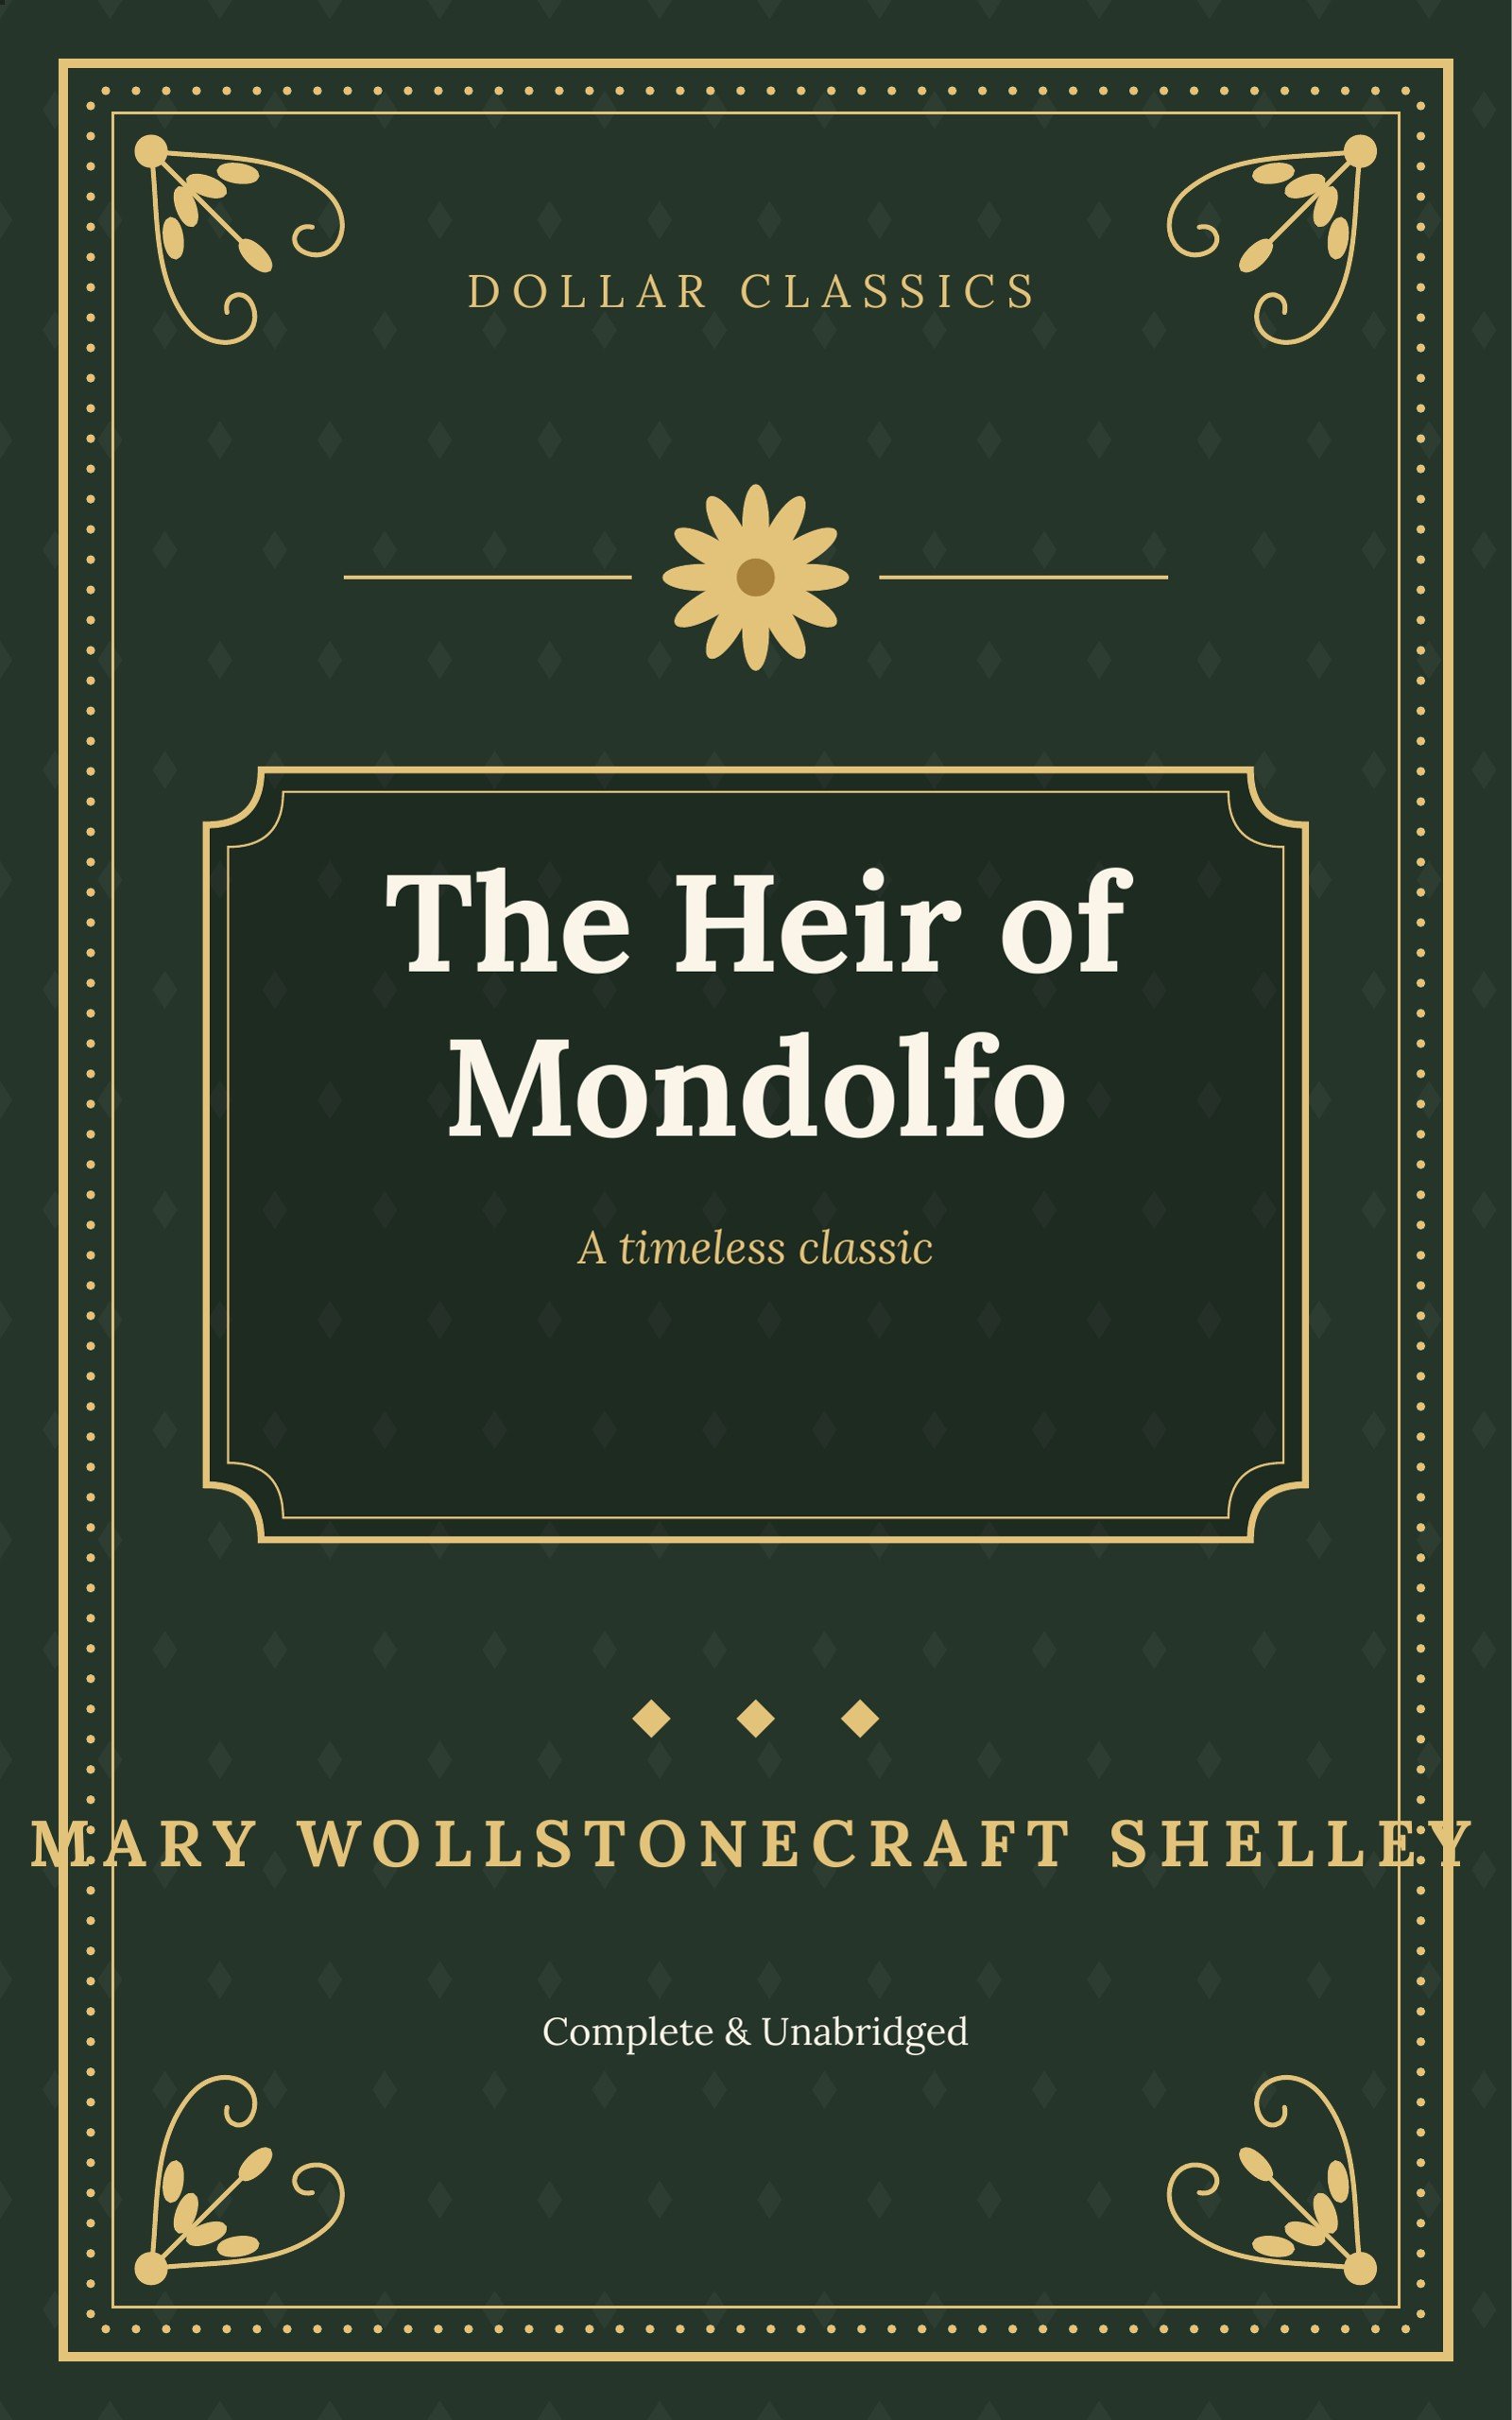 DOLLAR CLASSICS
The Heir of
Mondolfo
A timeless classic
MARY WOLLSTONECRAFT SHELLEY
Complete & Unabridged